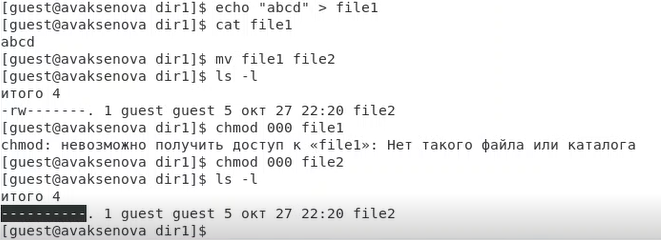 [guest@avaksenova dir1]$ echo "abcd" > file1
[guest@avaksenova dir1]$ cat file1
abcd
[guest@avaksenova dir1]$ mv file1 file2
[guest@avaksenova dir1]$ ls -l
итого 4
-rw-------. 1 guest guest 5 окт 27 22:20 file2
[guest@avaksenova dir1]$ chmod 000 file1
chmod: невозможно получить доступ к «file1»: Нет такого файла или каталога
[guest@avaksenova dir1]$ chmod 000 file2
[guest@avaksenova dir1]$ ls -l
итого 4
----------. 1 guest guest 5 окт 27 22:20 file2
[guest@avaksenova dir1]$